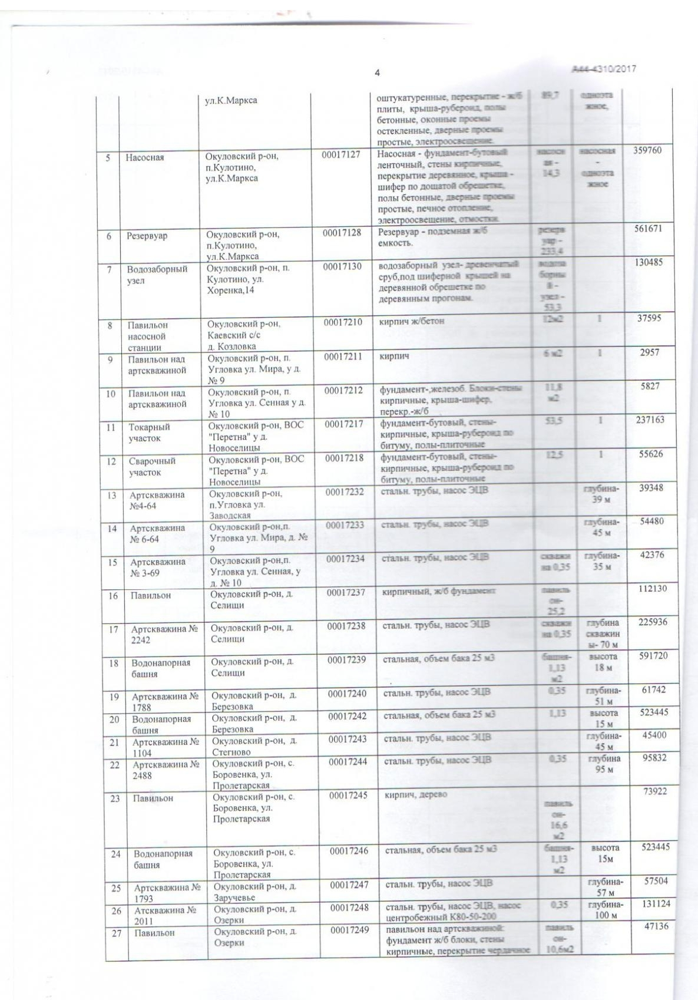 4
А44-4310/2017
ул.К.Маркса
оштукатуренные, перекрытие - ж/б
плиты, крыша-рубероид, полы
бетонные, оконные проемы
остекленные, дверные проемы
простые, электроосвещение.
89,7
одноэта
жное,
5
Насосная
Окуловский р-он,
п.Кулотино,
ул.К.Маркса
00017127
Насосная - фундамент-бутовый
ленточный, стены кирпичные,
перекрытие деревянное, крыша -
шифер по дощатой обрешетке,
полы бетонные, дверные проемы
простые, печное отопление,
электроосвещение, отмостки.
насосн
ая -
14,3
насосная
-
одноэта
жное
359760
6
Резервуар
Окуловский р-он,
п.Кулотино,
ул.К.Маркса
00017128
Резервуар - подземная ж/б
емкость.
резерв
уар -
233,4
561671
7
Водозаборный
узел
Окуловский р-он, п.
Кулотино, ул.
Хоренка,14
00017130
водозаборный узел- древенчатый
сруб,под шиферной крышей на
деревянной обрешетке по
деревянным прогонам.
водоза
борны
й -
узел -
53,3
130485
8
Павильон
насосной
станции
Окуловский р-он,
Каевский с/с
д. Козловка
00017210
кирпич ж/бетон
12м2
1
37595
9
Павильон над
артскважиной
Окуловский р-он, п.
Угловка ул. Мира, у д.
№ 9
00017211
кирпич
6 м2
1
2957
10
Павильон над
артскважиной
Окуловский р-он, п.
Угловка ул. Сенная у д.
№ 10
00017212
фундамент-,железоб. Блоки-стены
кирпичные, крыша-шифер,
перекр.-ж/б
11,8
м2
5827
11
Токарный
участок
Окуловский р-он, ВОС
"Перетна" у д.
Новоселицы
00017217
фундамент-бутовый, стены-
кирпичные, крыша-рубероид по
битуму, полы-плиточные
53,5
1
237163
12
Сварочный
участок
Окуловский р-он, ВОС
"Перетна" у д.
Новоселицы
00017218
фундамент-бутовый, стены-
кирпичные, крыша-рубероид по
битуму, полы-плиточные
12,5
1
55626
13
Артскважина
№4-64
Окуловский р-он,
п.Угловка ул.
Заводская
00017232
стальн. трубы, насос ЭЦВ
глубина-
39 м
39348
14
Артскважина
№ 6-64
Окуловский р-он,п.
Угловка ул. Мира, д. №
9
00017233
стальн. трубы, насос ЭЦВ
глубина-
45 м
54480
15
Артскважина
№ 3-69
Окуловский р-он,п.
Угловка ул. Сенная, у
д. № 10
00017234
стальн. трубы, насос ЭЦВ
скважи
на 0,35
глубина-
35 м
42376
16
Павильон
Окуловский р-он, д.
Селищи
00017237
кирпичный, ж/б фундамент
павиль
он-
25,2
112130
17
Артскважина №
2242
Окуловский р-он, д.
Селищи
00017238
стальн. трубы, насос ЭЦВ
скважи
на 0,35
глубина
скважин
ы- 70 м
225936
18
Водонапорная
башня
Окуловский р-он, д.
Селищи
00017239
стальная, объем бака 25 м3
башня-
1,13
м2
высота
18 м
591720
19
Артскважина №
1788
Окуловский р-он, д.
Березовка
00017240
стальн. трубы, насос ЭЦВ
0,35
глубина-
51 м
61742
20
Водонапорная
башня
Окуловский р-он, д.
Березовка
00017242
стальная, объем бака 25 м3
1,13
высота
15 м
523445
21
Артскважина №
1104
Окуловский р-он, д.
Стегново
00017243
стальн. трубы, насос ЭЦВ
глубина-
45 м
45400
22
Артскважина №
2488
Окуловский р-он, с.
Боровенка, ул.
Пролетарская
00017244
стальн. трубы, насос ЭЦВ
0,35
глубина
95 м
95832
23
Павильон
Окуловский р-он, с.
Боровенка, ул.
Пролетарская
00017245
кирпич, дерево
павиль
он-
16,6
м2
73922
24
Водонапорная
башня
Окуловский р-он, с.
Боровенка, ул.
Пролетарская
00017246
стальная, объем бака 25 м3
башня-
1,13
м2
высота
15м
523445
25
Артскважина №
1793
Окуловский р-он, д.
Заручевье
00017247
стальн. трубы, насос ЭЦВ
глубина-
57 м
57504
26
Атскважина №
2011
Окуловский р-он, д.
Озерки
00017248
стальн. трубы, насос ЭЦВ, насос
центробежный К80-50-200
0,35
глубина-
100 м
131124
27
Павильон
Окуловский р-он, д.
Озерки
00017249
павильон над артскважиной:
фундамент ж/б блоки, стены
кирпичные, перекрытие чердачное
павиль
он-
10,6м2
47136